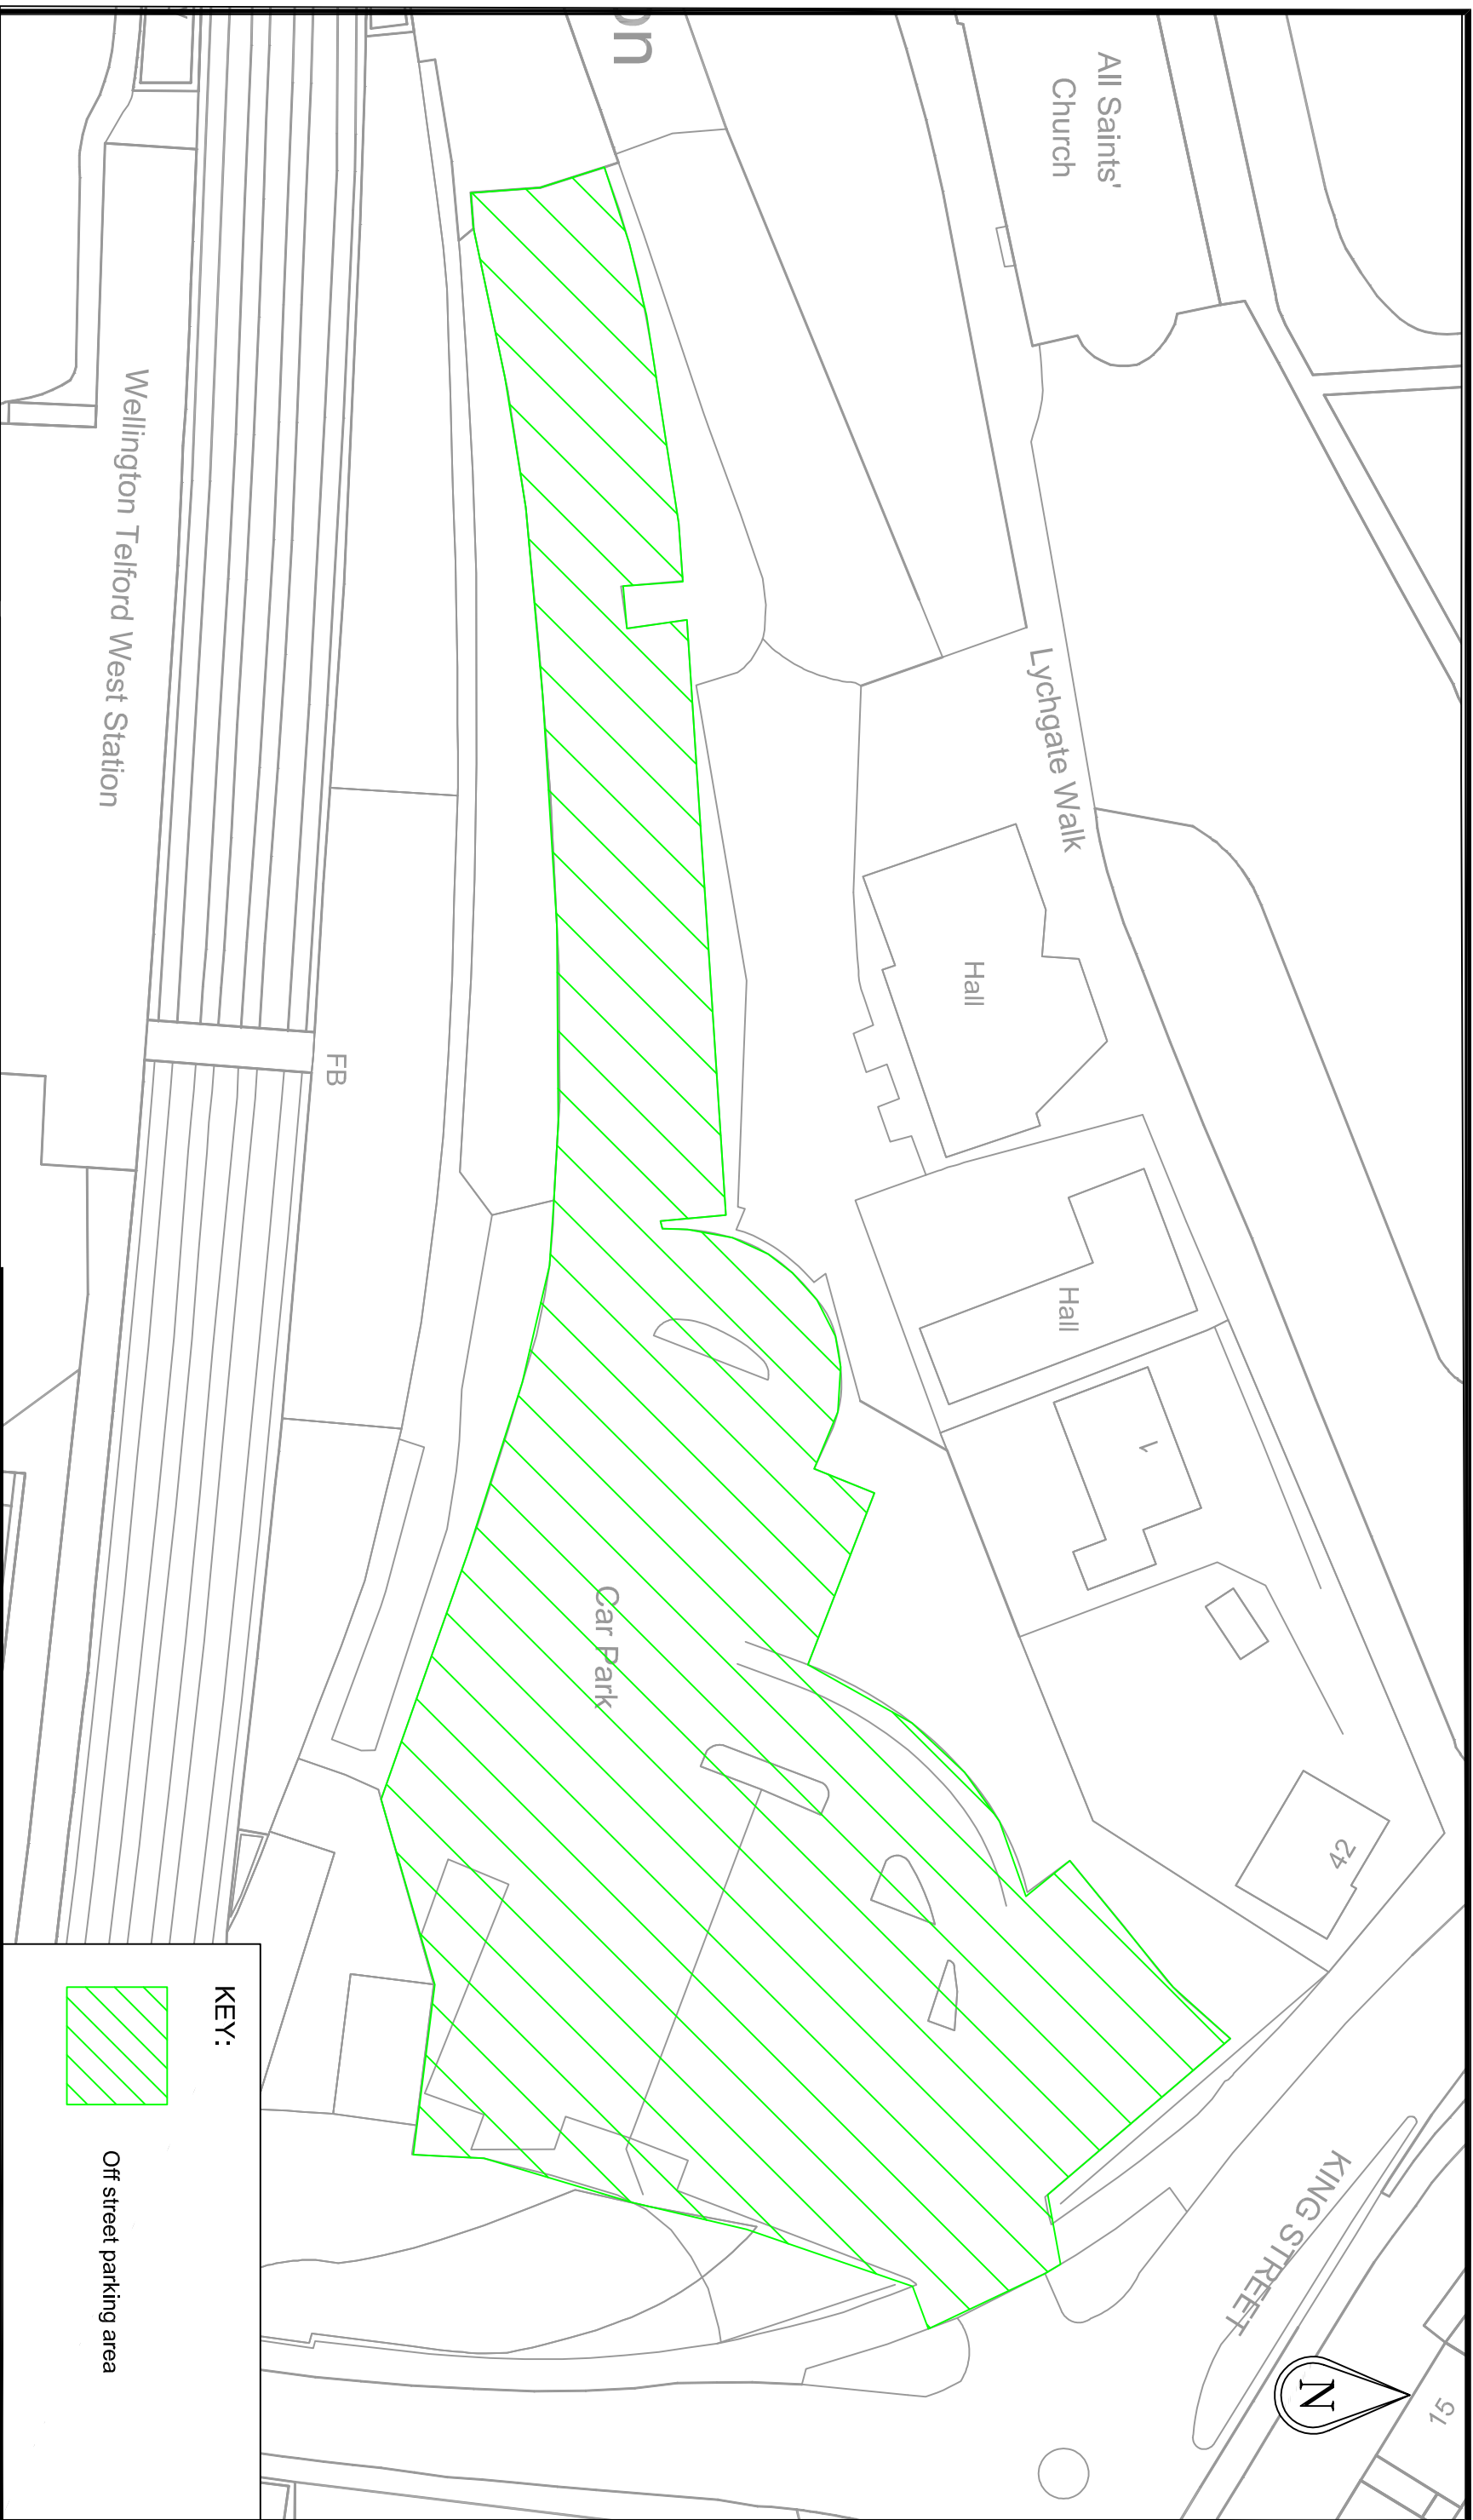 on
All Saints'
Church
Lychgate Walk
Hall
Hall
1
42
KING STREET
15
N
Wellington Telford West Station
FB
Car Park
KEY:
Off street parking area